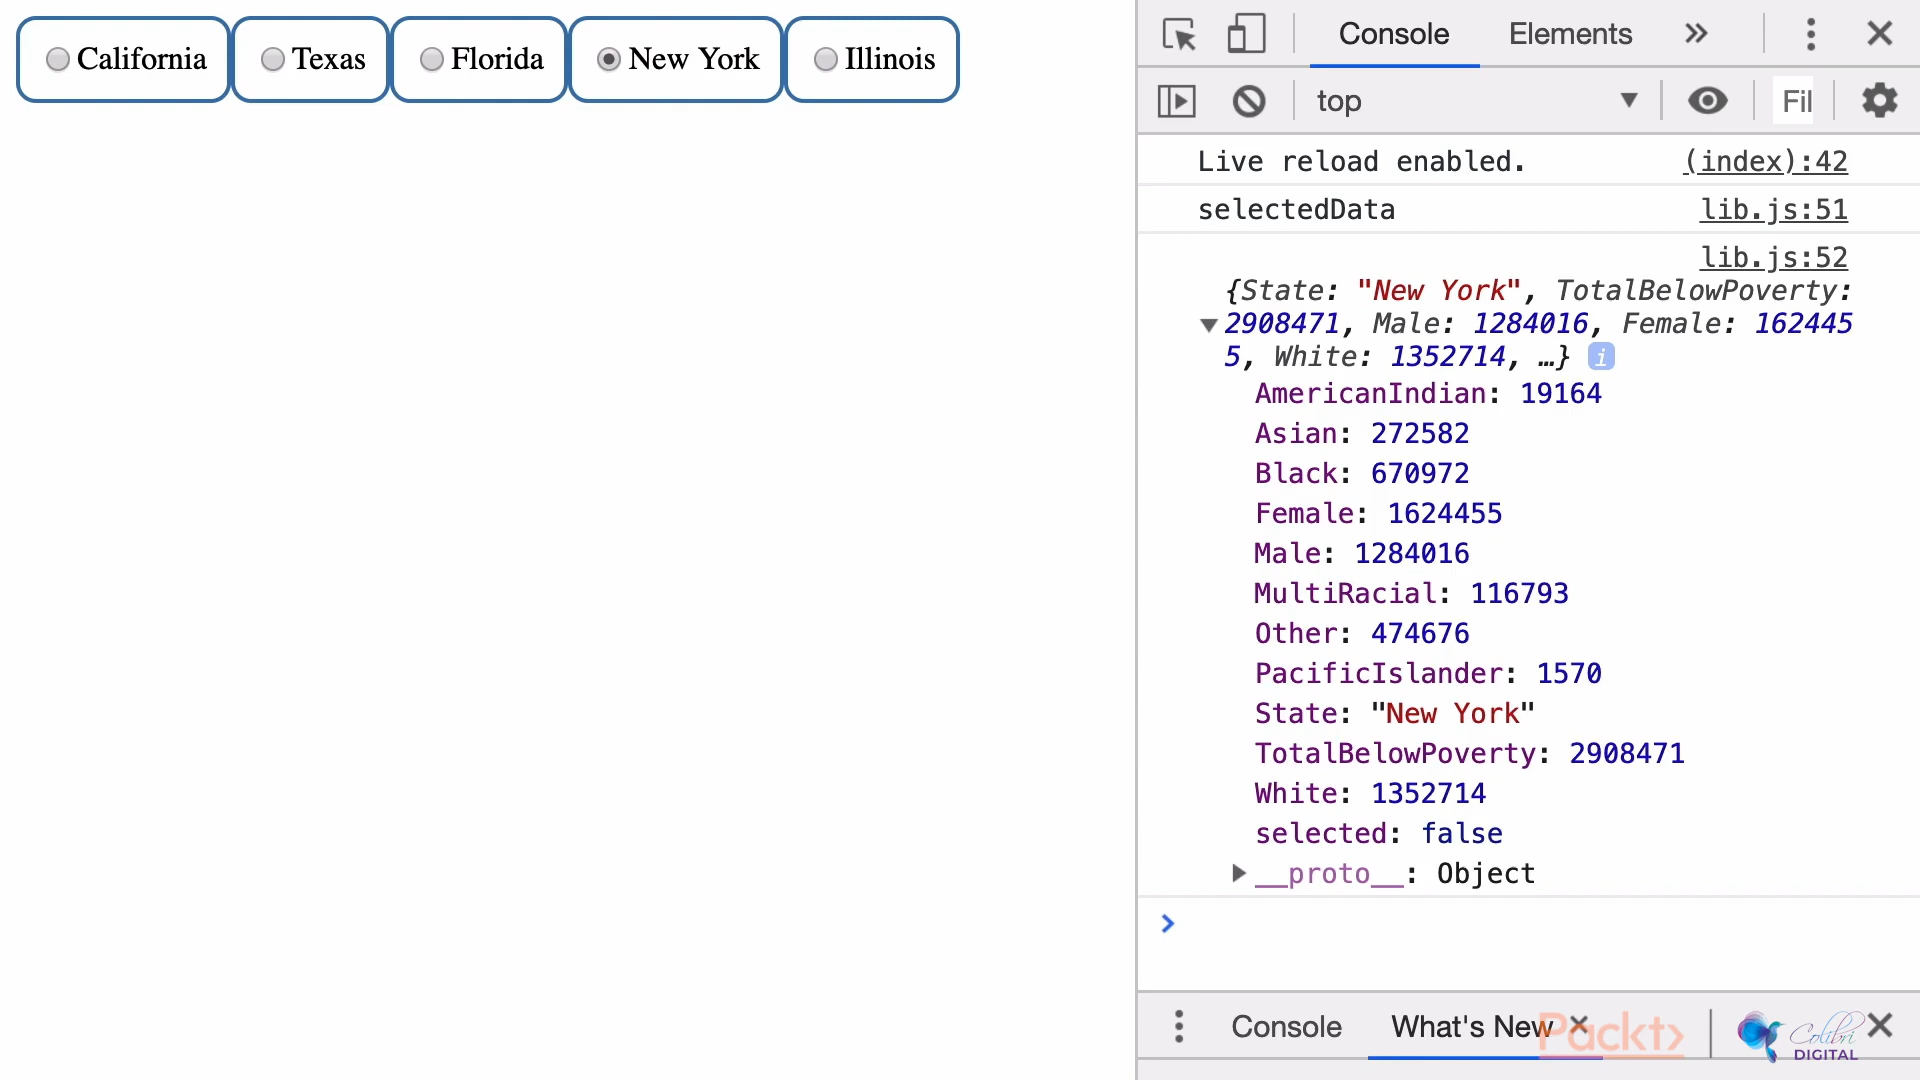 California Texas Florida New York Illinois
Console Elements
top Fil
Live reload enabled. (index):42
selectedData lib.js:51
lib.js:52
{State: "New York", TotalBelowPoverty:
2908471, Male: 1284016, Female: 162445
5, White: 1352714, …} i
AmericanIndian: 19164
Asian: 272582
Black: 670972
Female: 1624455
Male: 1284016
MultiRacial: 116793
Other: 474676
PacificIslander: 1570
State: "New York"
TotalBelowPoverty: 2908471
White: 1352714
selected: false
__proto__: Object
Console What's New Packt> Colibri
DIGITAL